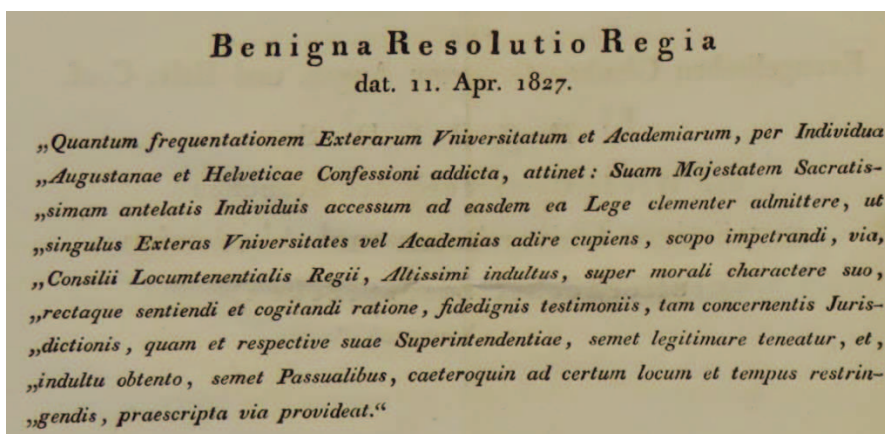 Benigna Resolutio Regia
dat. 11. Apr. 1827.
„Quantum frequentationem Exterarum Vniversitatum et Academiarum, per Individua
„Augustanae et Helveticae Confessioni addicta, attinet: Suam Majestatem Sacratis-
„simam antelatis Individuis accessum ad easdem ea Lege clementer admittere, ut
„singulus Exteras Vniversitates vel Academias adire cupiens, scopo impetrandi, via,
„Consilii Locumtenentialis Regii, Altissimi indultus, super morali charactere suo,
„rectaque sentiendi et cogitandi ratione, fidedignis testimoniis, tam concernentis Juris-
„dictionis, quam et respective suae Superintendentiae, semet legitimare teneatur, et,
„indultu obtento, semet Passualibus, caeteroquin ad certum locum et tempus restrin-
„gendis, praescripta via provideat.“